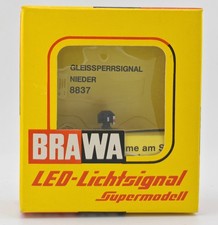 GLEISSPERRSIGNAL
NIEDER
8837
me am S
BRAWA
LED-Lichtsignal
Supermodell